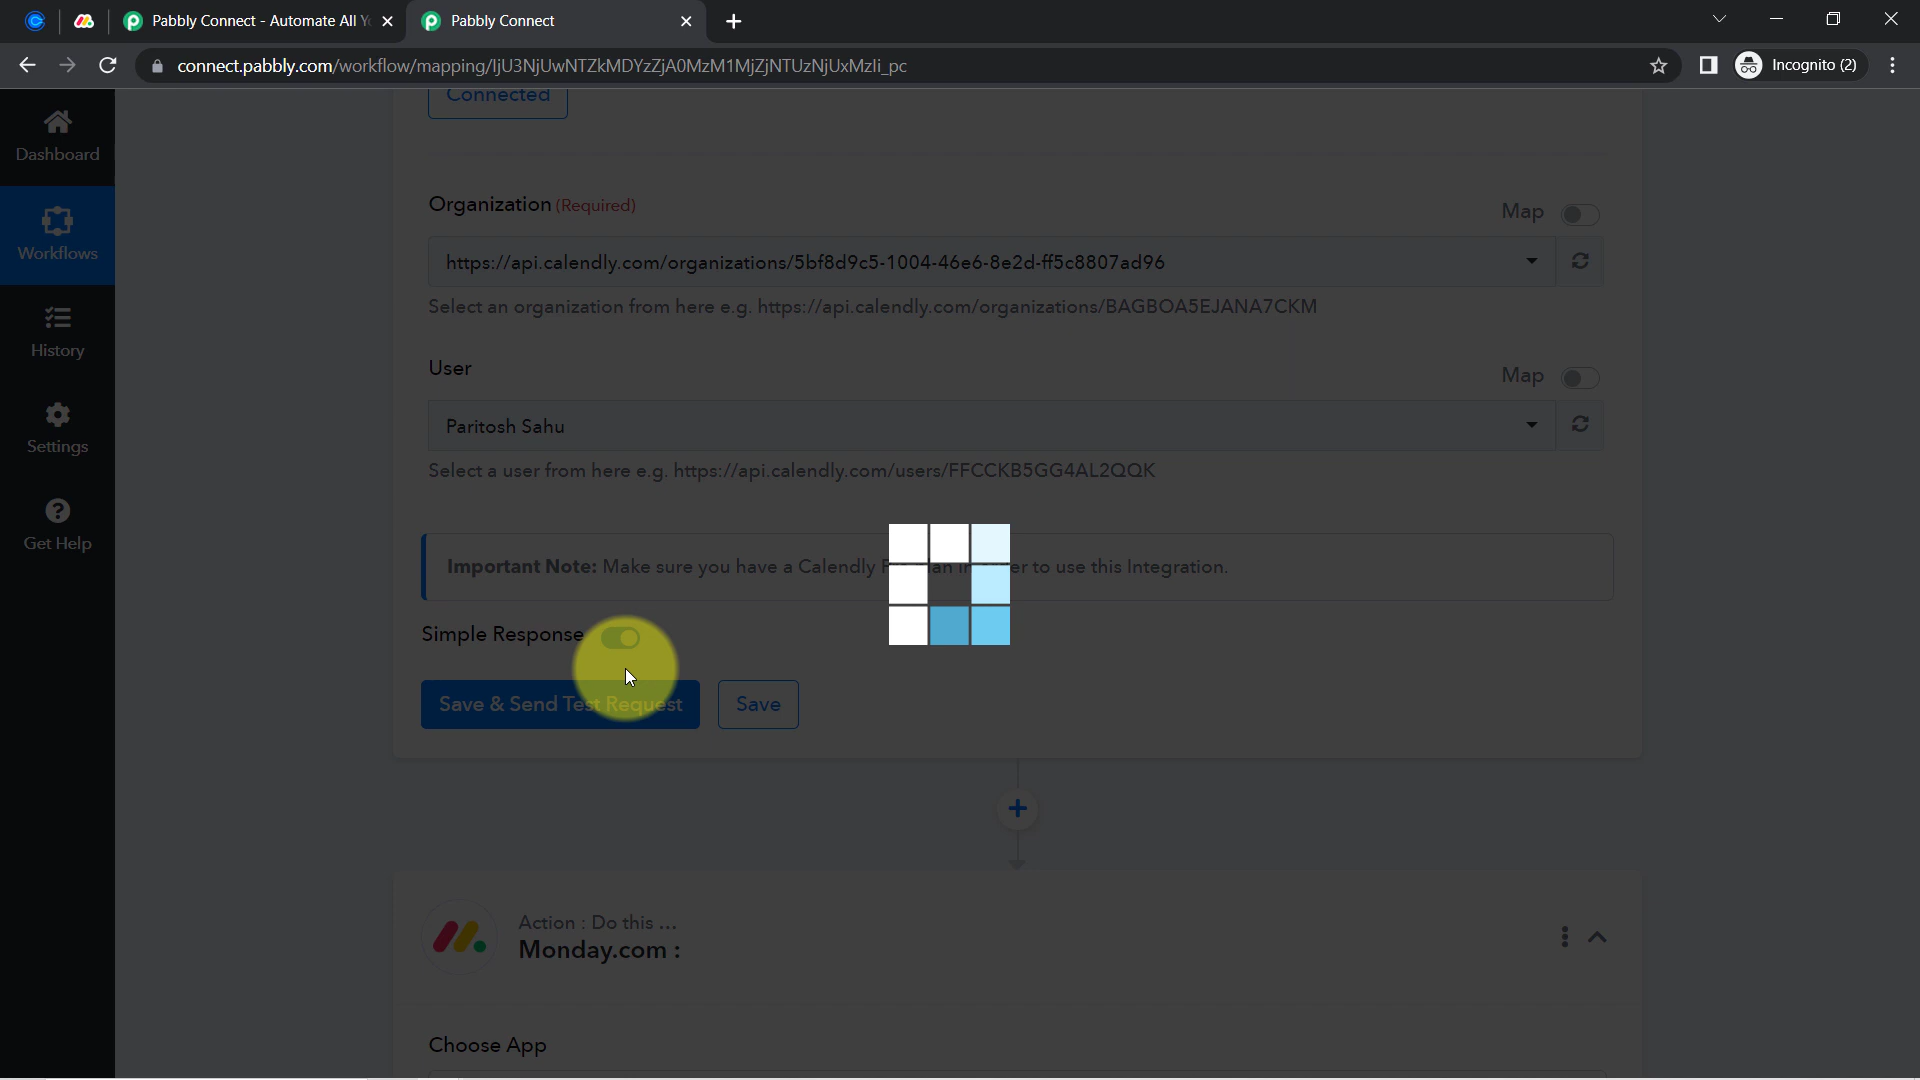 Pabbly Connect - Automate All Y
Pabbly Connect
connect.pabbly.com/workflow/mapping/IjU3NjUwNTZkMDYzZjA0MzM1MjZjNTUzNjUxMzIi_pc
Incognito (2)
Connected
Dashboard
Workflows
History
Settings
Get Help
Organization (Required)
Map
https://api.calendly.com/organizations/5bf8d9c5-1004-46e6-8e2d-ff5c8807ad96
Select an organization from here e.g. https://api.calendly.com/organizations/BAGBOA5EJANA7CKM
User
Map
Paritosh Sahu
Select a user from here e.g. https://api.calendly.com/users/FFCCKB5GG4AL2QQK
Important Note: Make sure you have a Calendly to use this Integration.
Simple Response
Save & Send Test Request
Save
Action : Do this ...
Monday.com :
Choose App